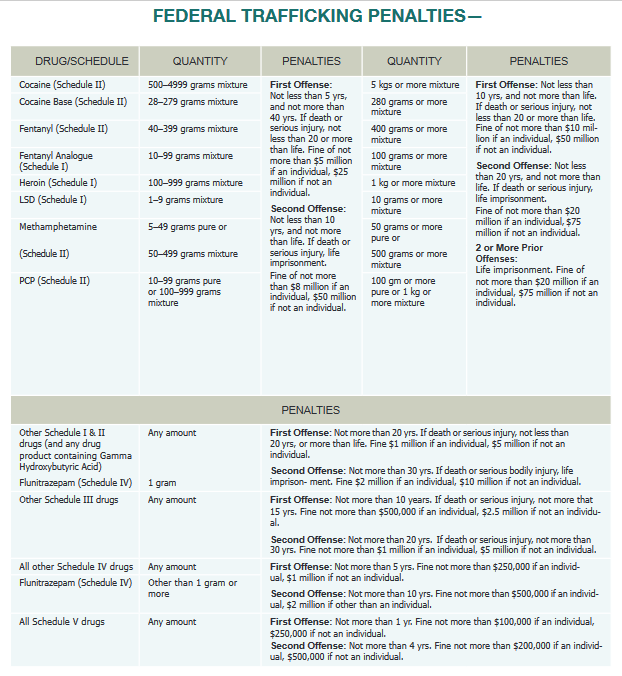 FEDERAL TRAFFICKING PENALTIES—
DRUG/SCHEDULE QUANTITY PENALTIES QUANTITY PENALTIES
Cocaine (Schedule II)
500–4999 grams mixture
Cocaine Base (Schedule II)
28–279 grams mixture
Fentanyl (Schedule II)
40–399 grams mixture
Fentanyl Analogue
(Schedule I)
10–99 grams mixture
Heroin (Schedule I)
100–999 grams mixture
LSD (Schedule I)
1–9 grams mixture
Methamphetamine
5–49 grams pure or
(Schedule II)
50–499 grams mixture
PCP (Schedule II)
10–99 grams pure
or 100–999 grams
mixture
First Offense:
Not less than 5 yrs,
and not more than
40 yrs. If death or
serious injury, not
less than 20 or more
than life. Fine of not
more than $5 million
if an individual, $25
million if not an
individual.
Second Offense:
Not less than 10
yrs, and not more
than life. If death or
serious injury, life
imprisonment.
Fine of not more
than $8 million if an
individual, $50 million
if not an individual.
5 kgs or more mixture
280 grams or more
mixture
400 grams or more
mixture
100 grams or more
mixture
1 kg or more mixture
10 grams or more
mixture
50 grams or more
pure or
500 grams or more
mixture
100 gm or more
pure or 1 kg or
more mixture
First Offense: Not less than
10 yrs, and not more than life.
If death or serious injury, not
less than 20 or more than life.
Fine of not more than $10 mil-
lion if an individual, $50 million
if not an individual.
Second Offense: Not less
than 20 yrs, and not more than
life. If death or serious injury,
life imprisonment.
Fine of not more than $20
million if an individual, $75
million if not an individual.
2 or More Prior
Offenses:
Life imprisonment. Fine of
not more than $20 million if an
individual, $75 million if not an
individual.
PENALTIES
Other Schedule I & II
drugs (and any drug
product containing Gamma
Hydroxybutyric Acid)
Any amount
Flunitrazepam (Schedule IV)
1 gram
First Offense: Not more than 20 yrs. If death or serious injury, not less than
20 yrs, or more than life. Fine $1 million if an individual, $5 million if not an
individual.
Second Offense: Not more than 30 yrs. If death or serious bodily injury, life
imprison- ment. Fine $2 million if an individual, $10 million if not an individual.
Other Schedule III drugs
Any amount
First Offense: Not more than 10 years. If death or serious injury, not more that
15 yrs. Fine not more than $500,000 if an individual, $2.5 million if not an individu-
al.
Second Offense: Not more than 20 yrs. If death or serious injury, not more than
30 yrs. Fine not more than $1 million if an individual, $5 million if not an individual.
All other Schedule IV drugs
Any amount
Flunitrazepam (Schedule IV)
Other than 1 gram or
more
First Offense: Not more than 5 yrs. Fine not more than $250,000 if an individ-
ual, $1 million if not an individual.
Second Offense: Not more than 10 yrs. Fine not more than $500,000 if an individ-
ual, $2 million if other than an individual.
All Schedule V drugs
Any amount
First Offense: Not more than 1 yr. Fine not more than $100,000 if an individual,
$250,000 if not an individual.
Second Offense: Not more than 4 yrs. Fine not more than $200,000 if an individ-
ual, $500,000 if not an individual.